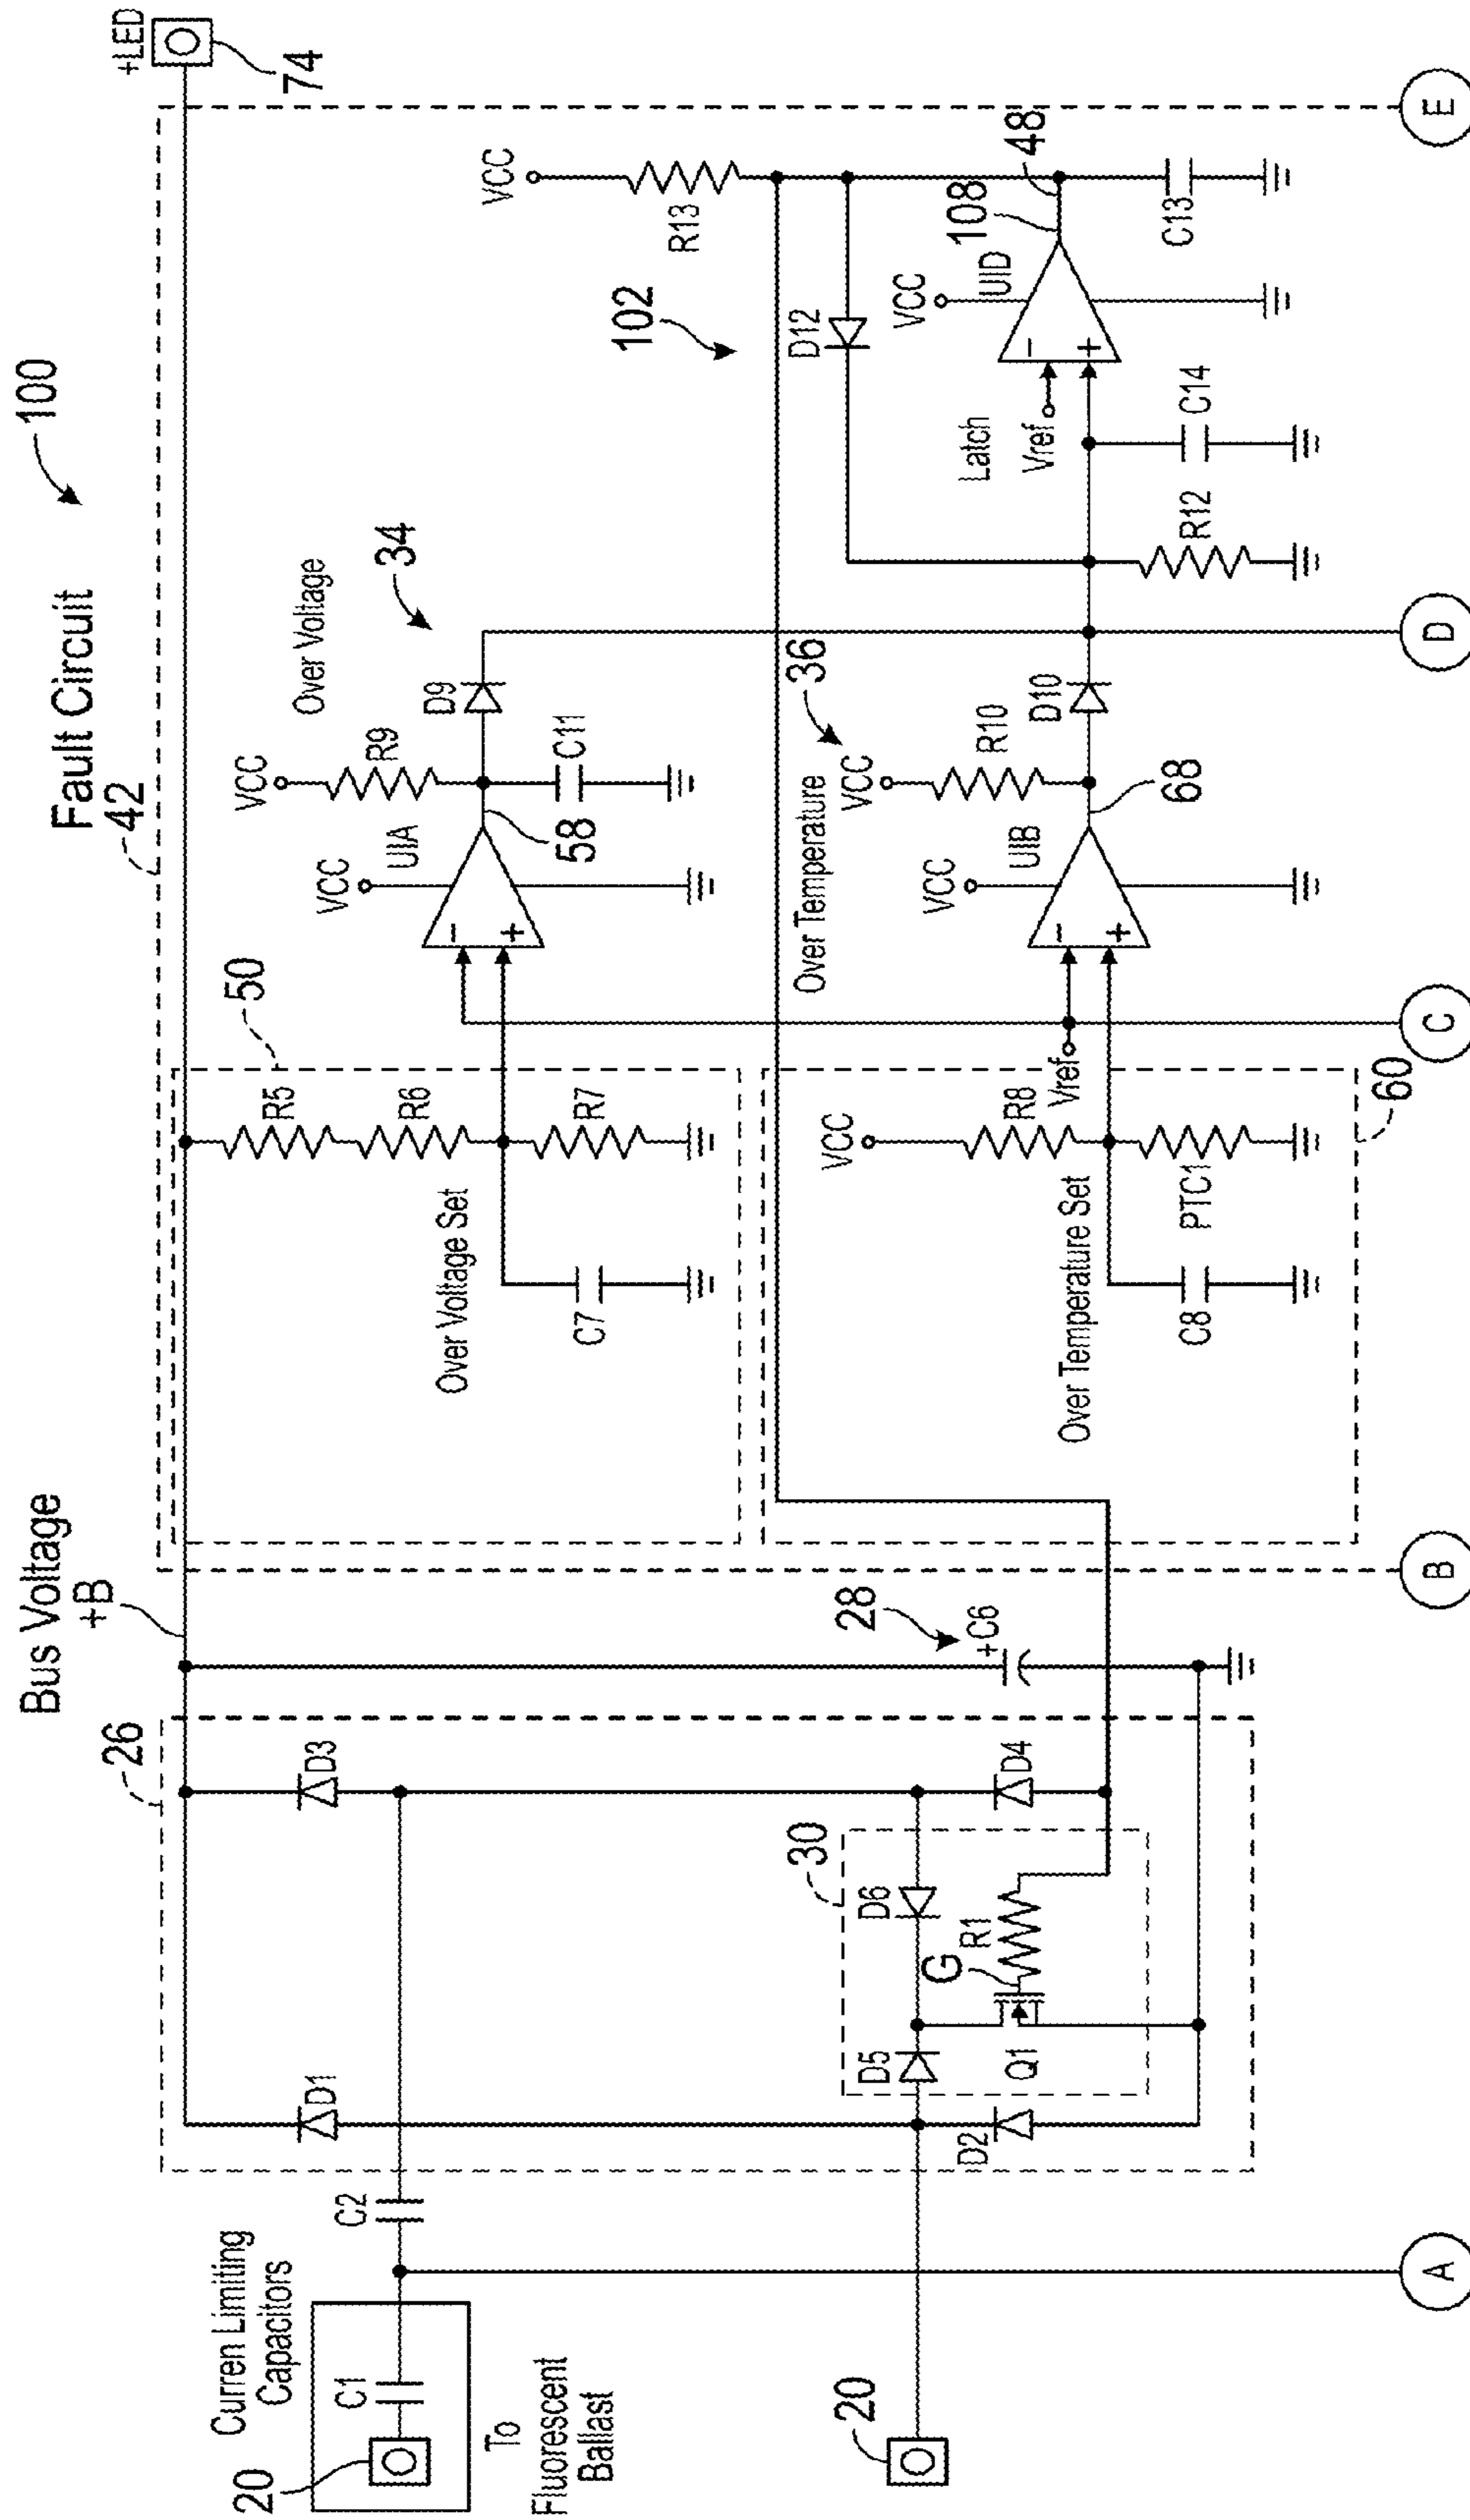 100
Fault Circuit
42
Bus Voltage
+B
+LED
74
26
50
Curren Limiting
Capacitors
20
C1
C2
To
Fluorescent
Ballast
20
D1
D3
D5
D6
30
G
R1
Q1
D2
D4
28
+C6
R5
R6
R7
Over Voltage Set
C7
VCC
UIA
-
+
58
VCC
R9
C11
D9
Over Voltage
34
VCC
R8
Over Temperature Set
C8
PTC1
60
Vref
Over Temperature
36
VCC
UIB
-
+
68
VCC
R10
D10
102
VCC
R13
D12
Latch
Vref
VCC
UID
-
+
108
48
R12
C14
C13
A
B
C
D
E